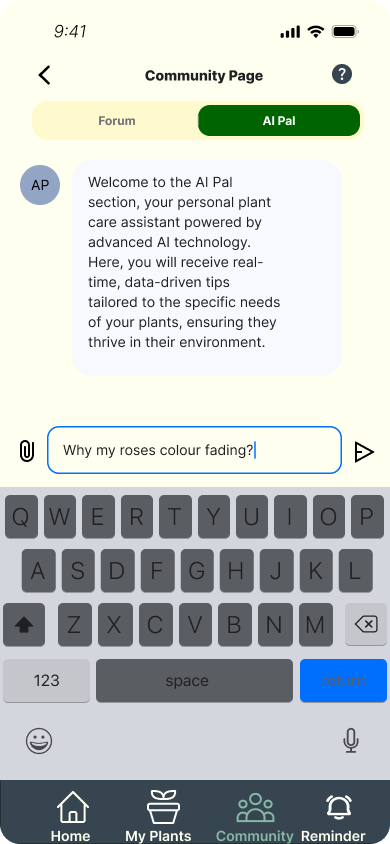 9:41
Community Page
?
Forum
AI Pal
AP
Welcome to the AI Pal
section, your personal plant
care assistant powered by
advanced AI technology.
Here, you will receive real-
time, data-driven tips
tailored to the specific needs
of your plants, ensuring they
thrive in their environment.
Why my roses colour fading?
Q W E R T Y U I O P
A S D F G H J K L
Z X C V B N M
123 space return
Home My Plants Community Reminder